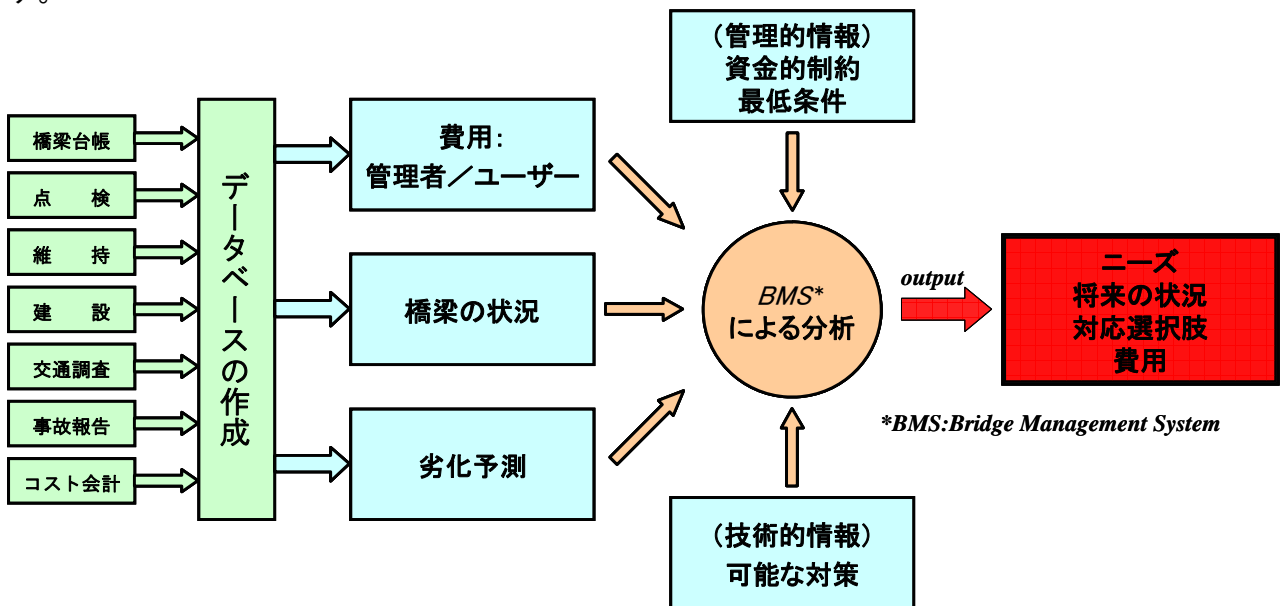 す。
橋梁台帳
点　　検
維　　持
建　　設
交通調査
事故報告
コスト会計
データベースの作成
費用：
管理者／ユーザー
橋梁の状況
劣化予測
（管理的情報）
資金的制約
最低条件
BMS*
による分析
（技術的情報）
可能な対策
output
ニーズ
将来の状況
対応選択肢
費用
*BMS:Bridge Management System